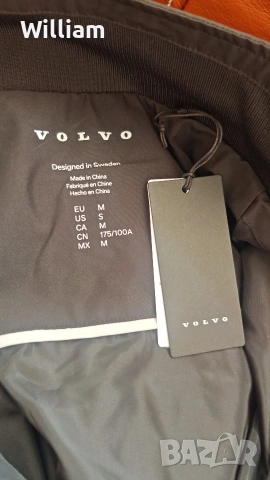 William
VOLVO
Designed in Sweden
Made in China
Fabriqué en Chine
Hecho en China
EU M
US S
CA M
CN 175/100A
MX M
VOLVO
BAZAR